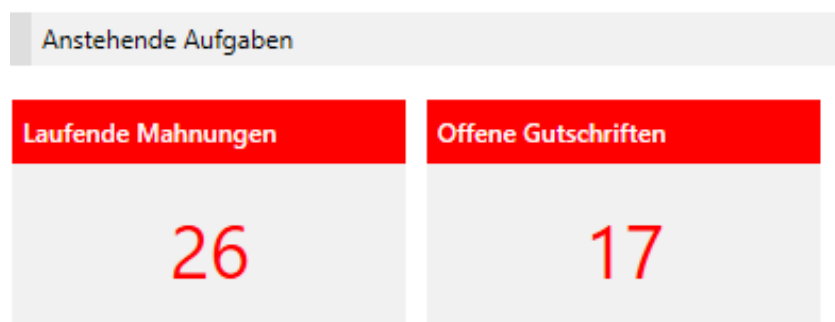 Anstehende Aufgaben
Laufende Mahnungen
Offene Gutschriften
26
17